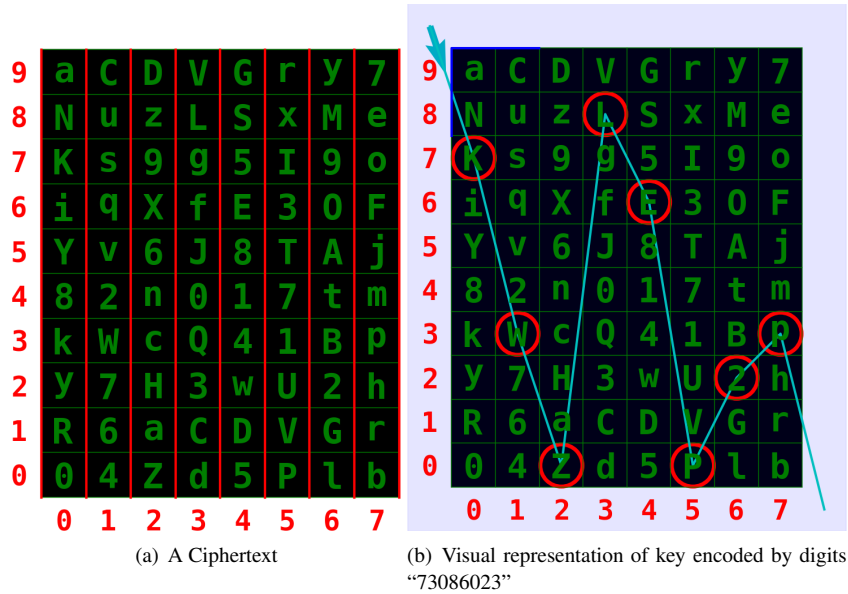 9 a C D V G r y 7
8 N u z L S x M e
7 K s 9 g 5 I 9 o
6 i q X f E 3 O F
5 Y v 6 J 8 T A j
4 8 2 n 0 1 7 t m
3 k W c Q 4 1 B p
2 y 7 H 3 w U 2 h
1 R 6 a C D V G r
0 0 4 Z d 5 P l b
0 1 2 3 4 5 6 7
(a) A Ciphertext
9 a C D V G r y 7
8 N u z L S x M e
7 K s 9 g 5 I 9 o
6 i q X f E 3 O F
5 Y v 6 J 8 T A j
4 8 2 n 0 1 7 t m
3 k W c Q 4 1 B p
2 y 7 H 3 w U 2 h
1 R 6 a C D V G r
0 0 4 Z d 5 P l b
0 1 2 3 4 5 6 7
(b) Visual representation of key encoded by digits
“73086023”